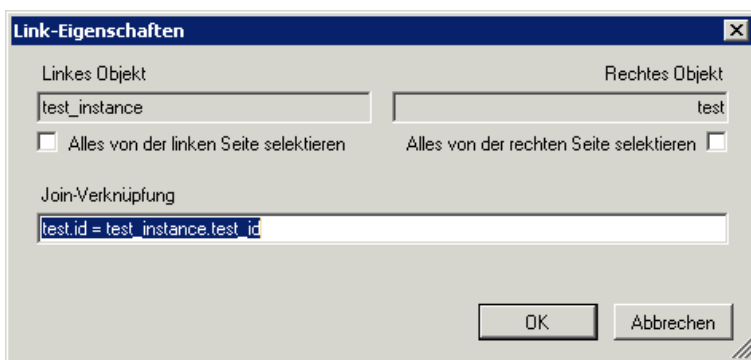 Link-Eigenschaften
Linkes Objekt Rechtes Objekt
test_instance test
Alles von der linken Seite selektieren Alles von der rechten Seite selektieren
Join-Verknüpfung
test.id = test_instance.test_id
OK Abbrechen